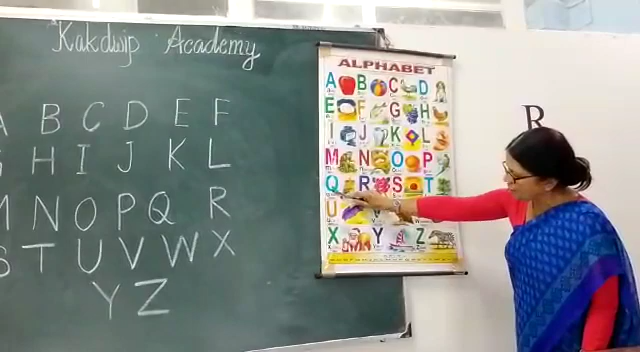 Kakdwip Academy
A B C D E F
G H I J K L
M N O P Q R
S T U V W X
Y Z
ALPHABET
A B C D
E F G H
I J K L
M N O P
Q R S T
U V
X Y Z
R